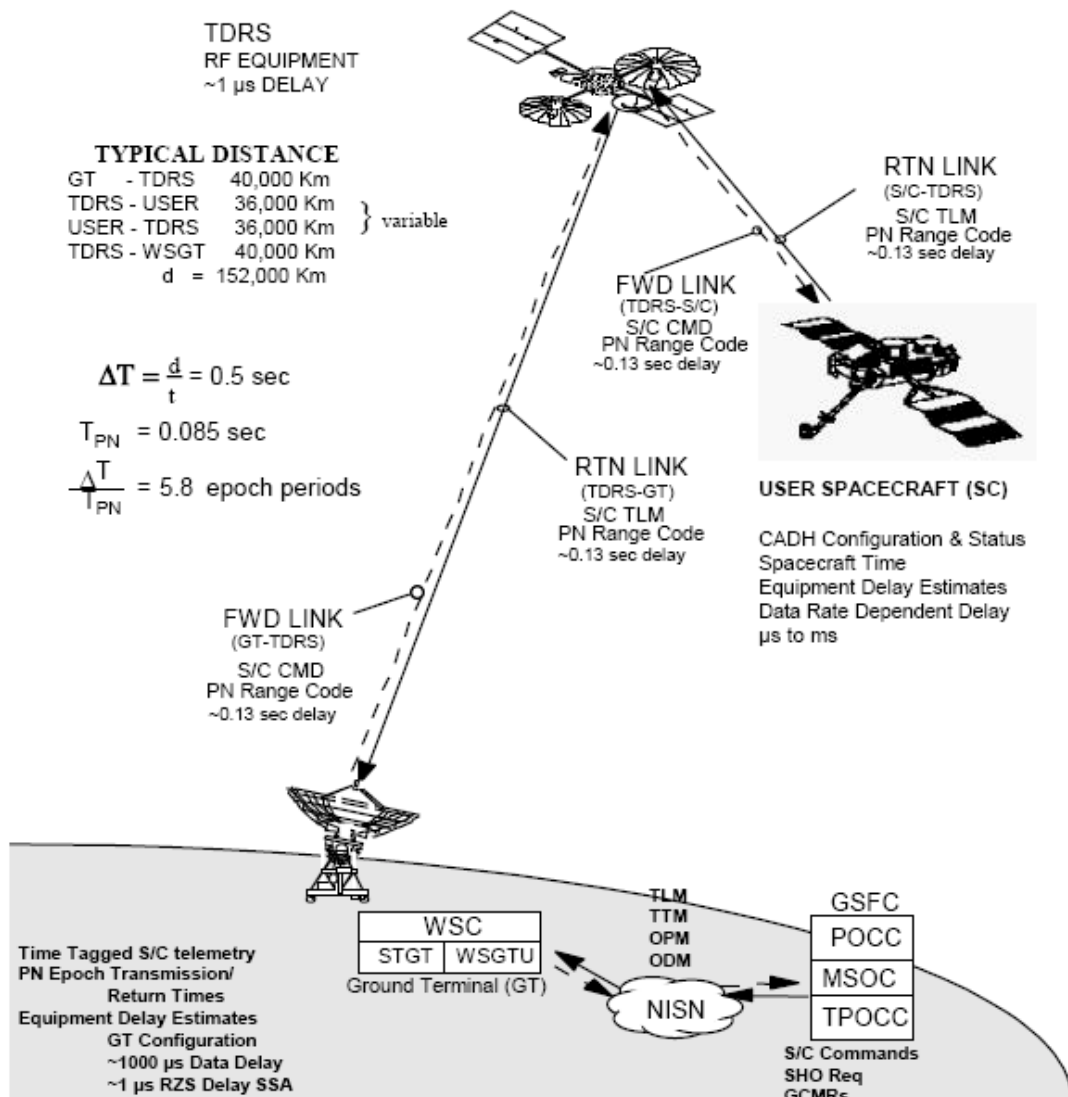 TDRS
RF EQUIPMENT
~1 µs DELAY
TYPICAL DISTANCE
GT - TDRS 40,000 Km
TDRS - USER 36,000 Km
USER - TDRS 36,000 Km
} variable
TDRS - WSGT 40,000 Km
d = 152,000 Km
ΔT = d/t = 0.5 sec
T_PN = 0.085 sec
ΔT/T_PN = 5.8 epoch periods
RTN LINK
(S/C-TDRS)
S/C TLM
PN Range Code
~0.13 sec delay
FWD LINK
(TDRS-S/C)
S/C CMD
PN Range Code
~0.13 sec delay
RTN LINK
(TDRS-GT)
S/C TLM
PN Range Code
~0.13 sec delay
USER SPACECRAFT (SC)
CADH Configuration & Status
Spacecraft Time
Equipment Delay Estimates
Data Rate Dependent Delay
µs to ms
FWD LINK
(GT-TDRS)
S/C CMD
PN Range Code
~0.13 sec delay
WSC
STGT WSGTU
Ground Terminal (GT)
TLM
TTM
OPM
ODM
NISN
GSFC
POCC
MSOC
TPOCC
S/C Commands
SHO Req
GCMRs
Time Tagged S/C telemetry
PN Epoch Transmission/
Return Times
Equipment Delay Estimates
GT Configuration
~1000 µs Data Delay
~1 µs RZS Delay SSA